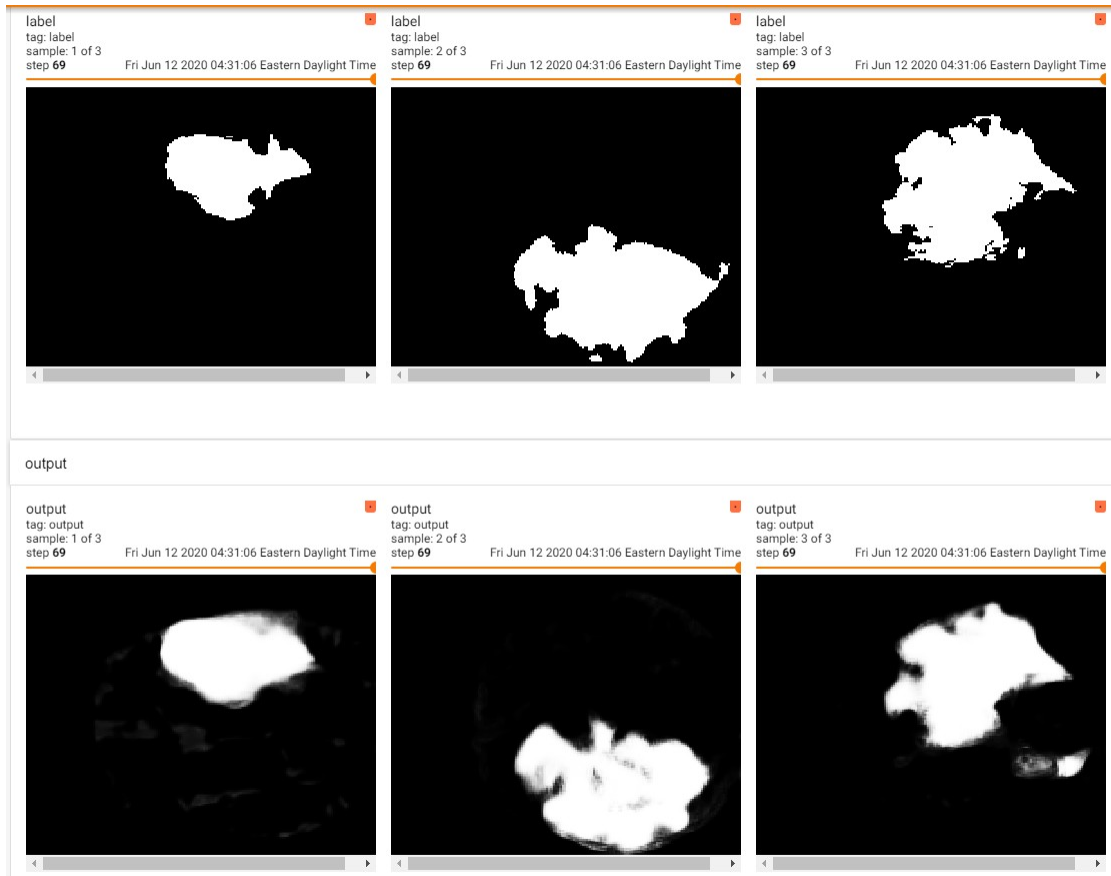 label
tag: label
sample: 1 of 3
step 69 Fri Jun 12 2020 04:31:06 Eastern Daylight Time
label
tag: label
sample: 2 of 3
step 69 Fri Jun 12 2020 04:31:06 Eastern Daylight Time
label
tag: label
sample: 3 of 3
step 69 Fri Jun 12 2020 04:31:06 Eastern Daylight Time
output
output
tag: output
sample: 1 of 3
step 69 Fri Jun 12 2020 04:31:06 Eastern Daylight Time
output
tag: output
sample: 2 of 3
step 69 Fri Jun 12 2020 04:31:06 Eastern Daylight Time
output
tag: output
sample: 3 of 3
step 69 Fri Jun 12 2020 04:31:06 Eastern Daylight Time